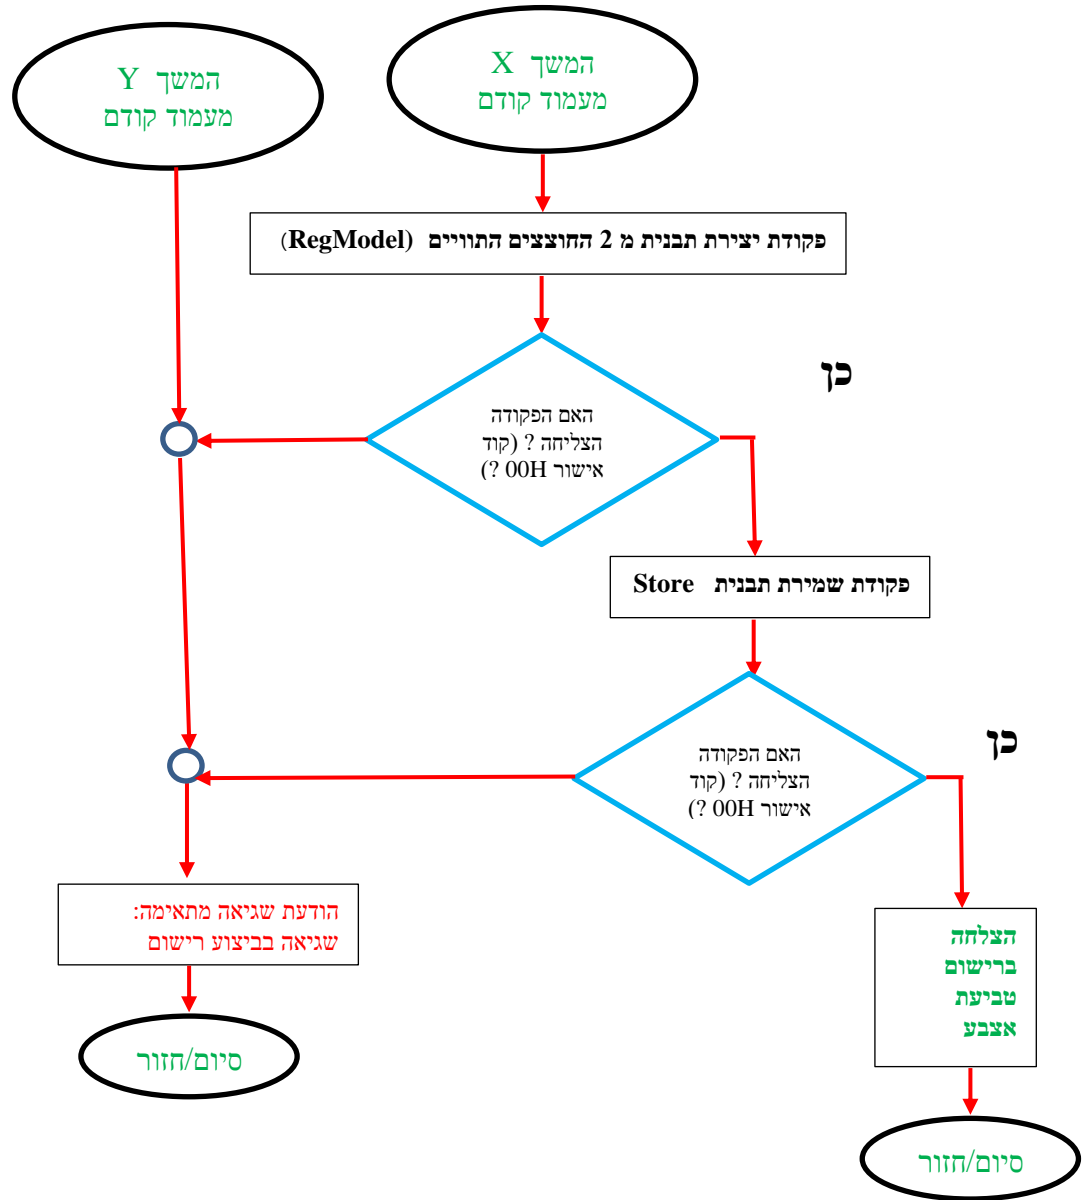 המשך Y
מעמוד קודם
המשך X
מעמוד קודם
פקודת יצירת תבנית מ 2 החוצצים התוויים (RegModel)
כן
האם הפקודה
הצליחה ? (קוד
אישור 00H ?)
פקודת שמירת תבנית Store
כן
האם הפקודה
הצליחה ? (קוד
אישור 00H ?)
הודעת שגיאה מתאימה:
שגיאה בביצוע רישום
הצלחה
ברישום
טביעת
אצבע
סיום/חזור
סיום/חזור